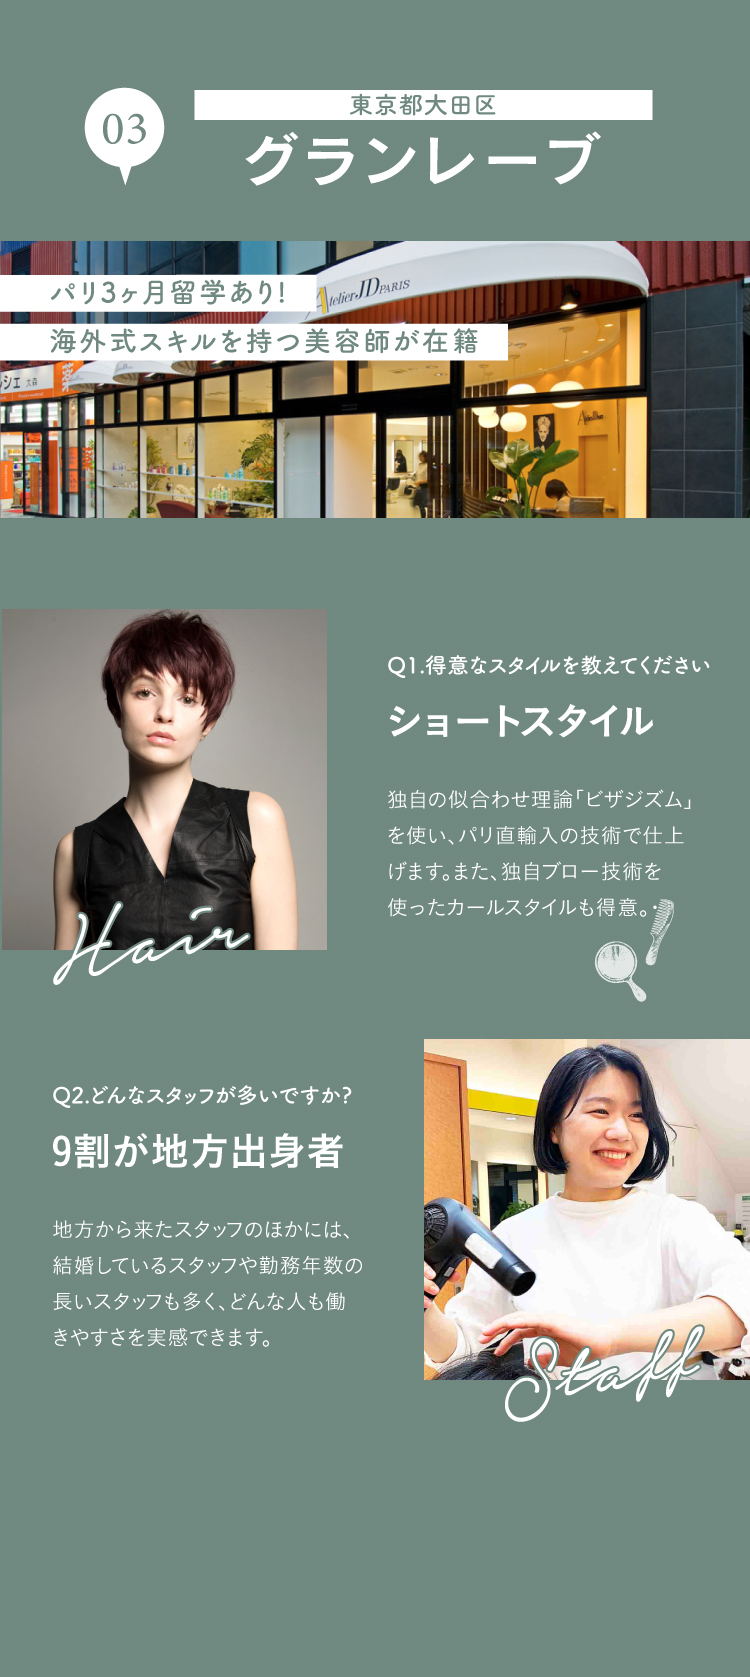 03
東京都大田区
グランレーブ
パリ3ヶ月留学あり!
海外式スキルを持つ美容師が在籍
Atelier JD PARIS
シェ 大森
薬
Q1.得意なスタイルを教えてください
ショートスタイル
独自の似合わせ理論「ビザジズム」
を使い、パリ直輸入の技術で仕上
げます。また、独自ブロー技術を
使ったカールスタイルも得意。
Hair
Q2.どんなスタッフが多いですか?
9割が地方出身者
地方から来たスタッフのほかには、
結婚しているスタッフや勤務年数の
長いスタッフも多く、どんな人も働
きやすさを実感できます。
Staff